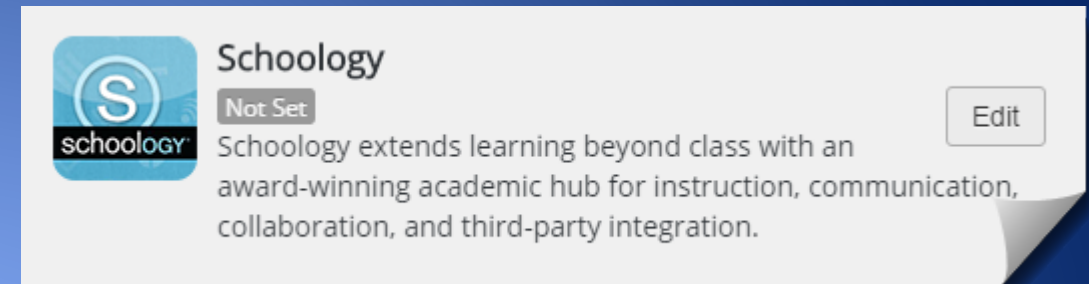 Schoology
Not Set
Edit
S
schoology
Schoology extends learning beyond class with an
award-winning academic hub for instruction, communication,
collaboration, and third-party integration.